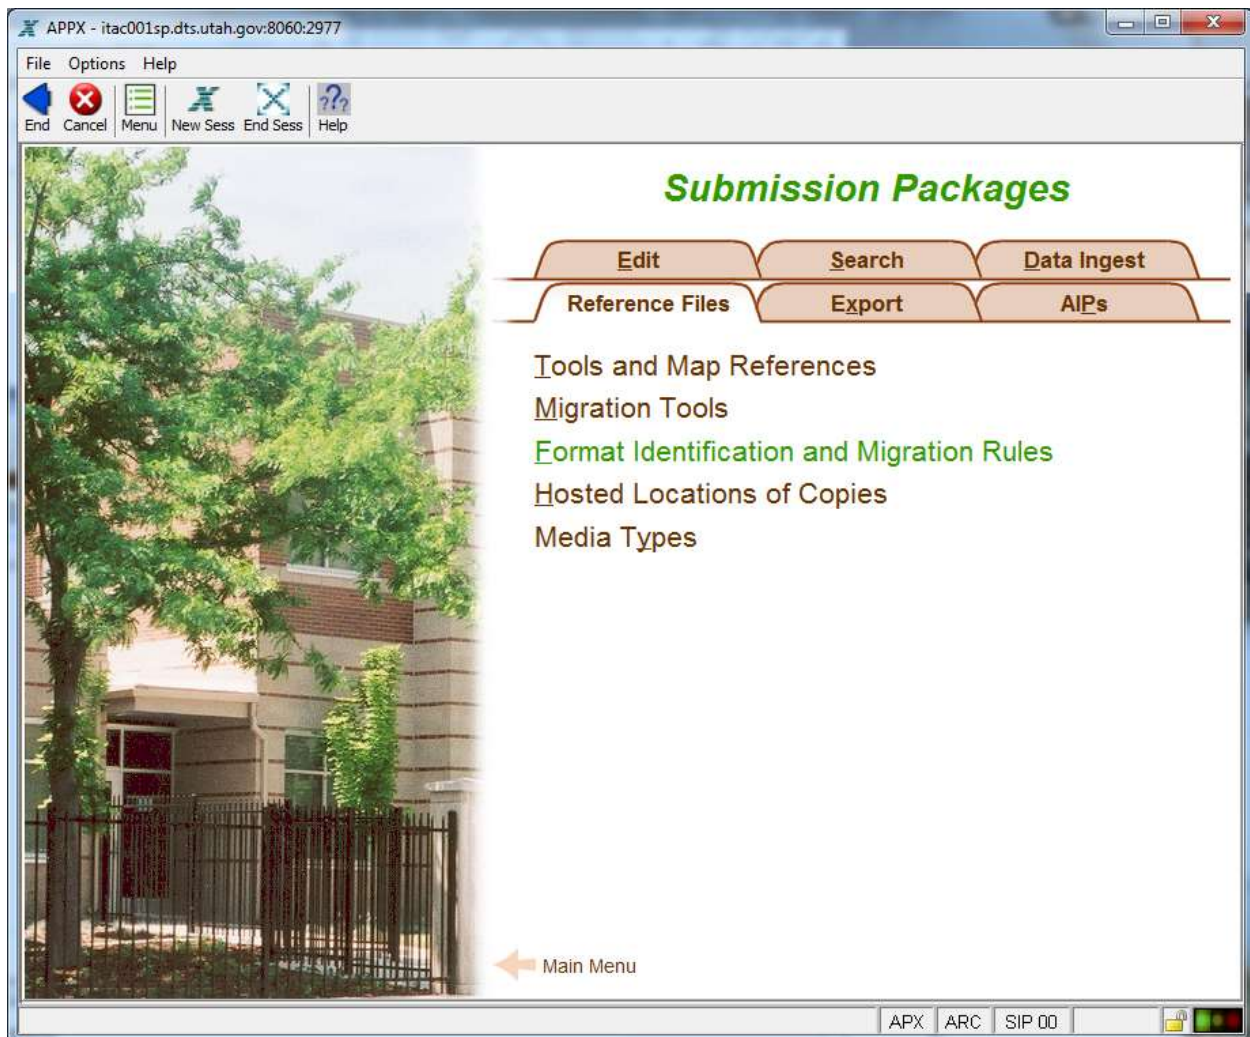 APPX - itac001sp.dts.utah.gov:8060:2977
File Options Help
End Cancel Menu New Sess End Sess Help
Submission Packages
Edit Search Data Ingest
Reference Files Export AIPs
Tools and Map References
Migration Tools
Format Identification and Migration Rules
Hosted Locations of Copies
Media Types
Main Menu
APX ARC SIP 00